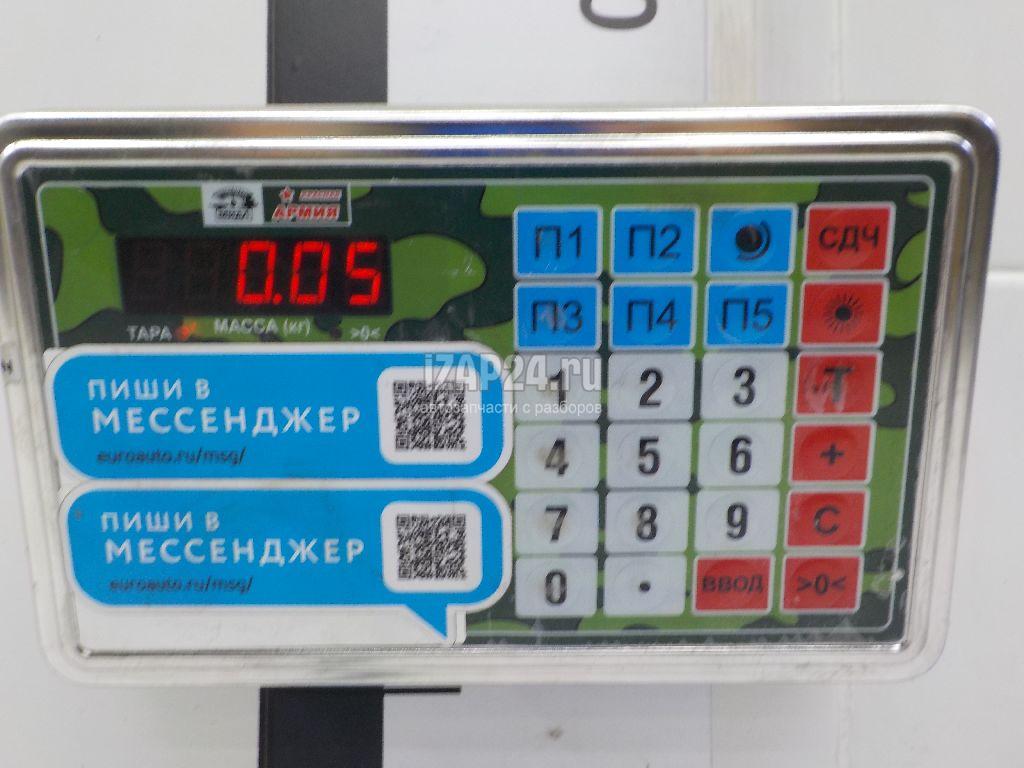 КРАСНАЯ
АРМИЯ
0.05
ТАРА МАССА (кг) >0<
П1 П2 СДЧ
П3 П4 П5
1 2 3 Т
4 5 6 +
7 8 9 С
0 . ВВОД >0<
ПИШИ В
МЕССЕНДЖЕР
euroauto.ru/msg/
ПИШИ В
МЕССЕНДЖЕР
euroauto.ru/msg/
iZAP24.ru
автозапчасти с разборов